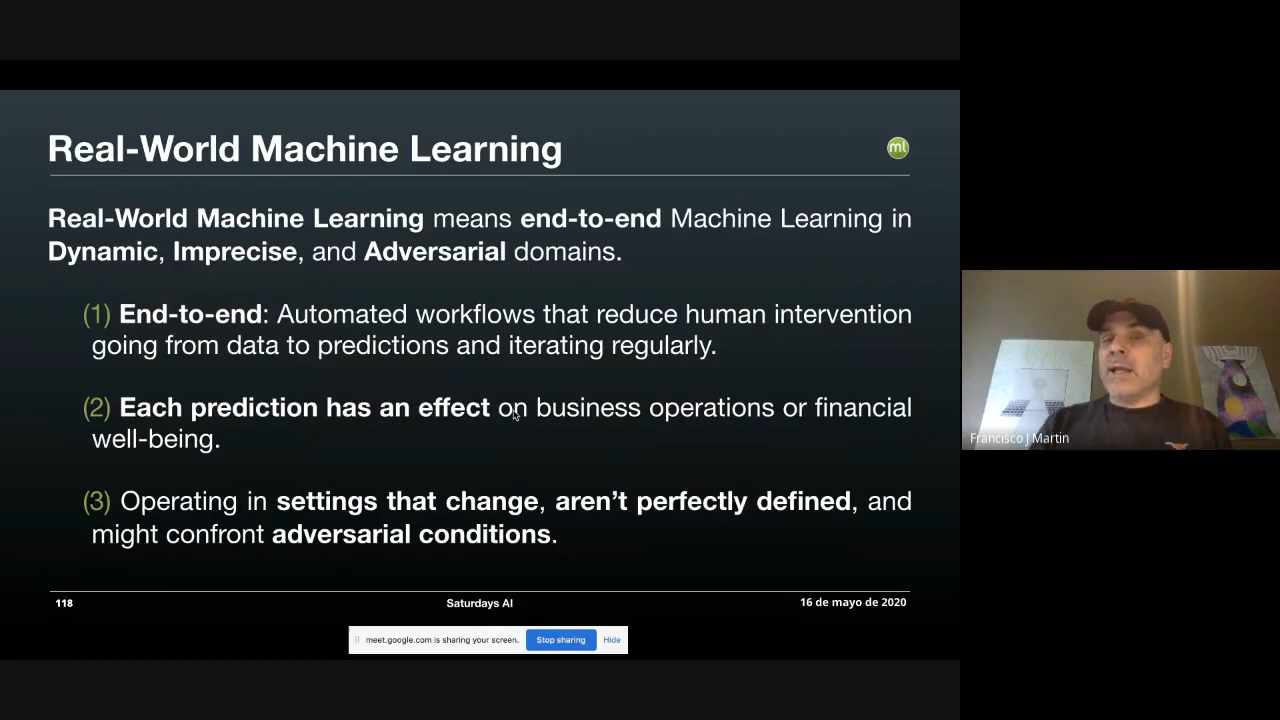 Real-World Machine Learning
ml
Real-World Machine Learning means end-to-end Machine Learning in
Dynamic, Imprecise, and Adversarial domains.
(1) End-to-end: Automated workflows that reduce human intervention
going from data to predictions and iterating regularly.
(2) Each prediction has an effect on business operations or financial
well-being.
(3) Operating in settings that change, aren’t perfectly defined, and
might confront adversarial conditions.
118
Saturdays AI
16 de mayo de 2020
meet.google.com is sharing your screen.
Stop sharing
Hide
Francisco J Martin